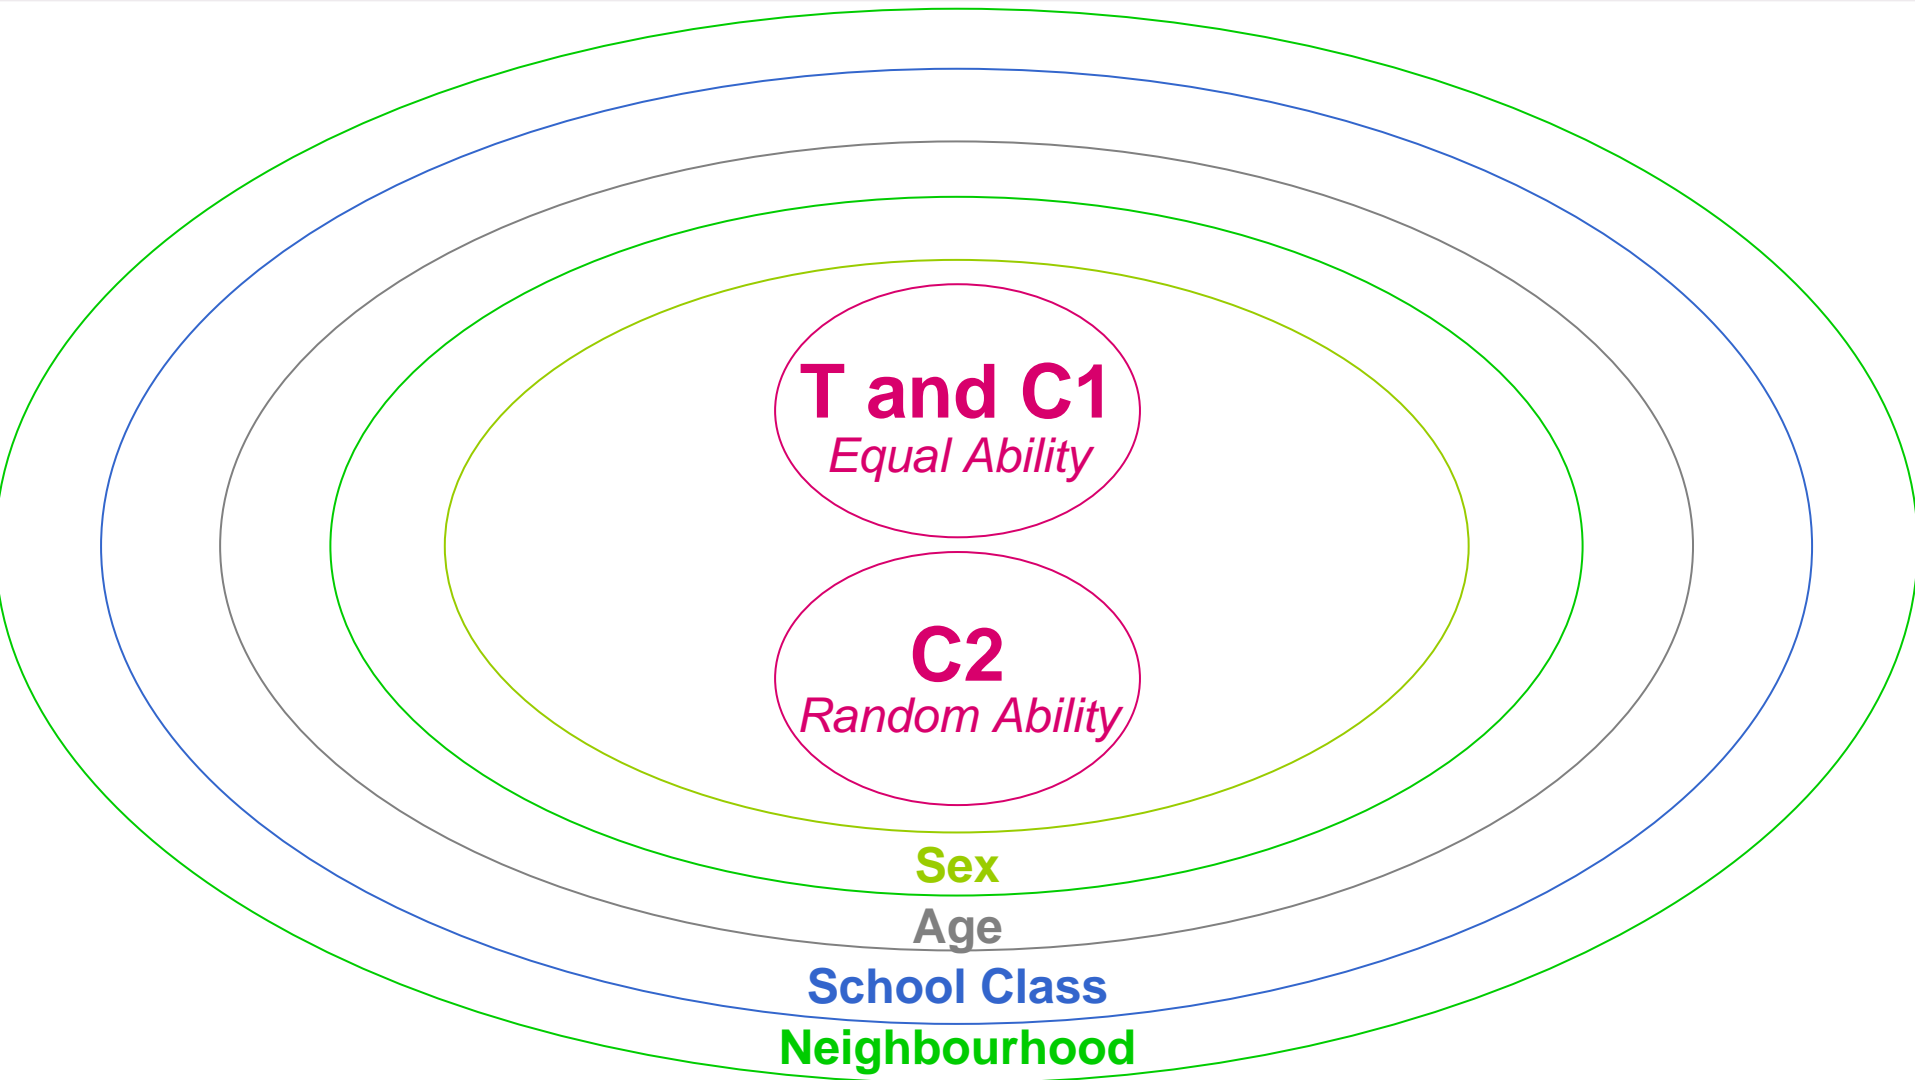 T and C1
Equal Ability
C2
Random Ability
Sex
Age
School Class
Neighbourhood